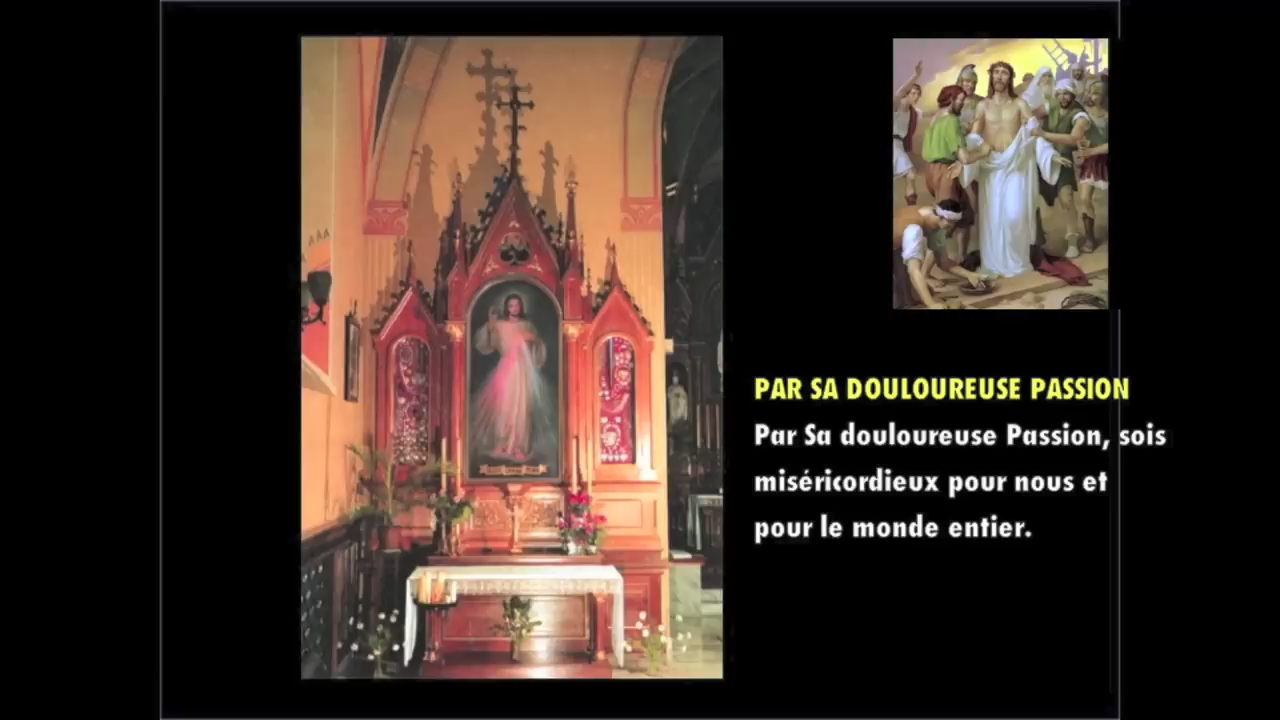 PAR SA DOULOUREUSE PASSION
Par Sa douloureuse Passion, sois
miséricordieux pour nous et
pour le monde entier.